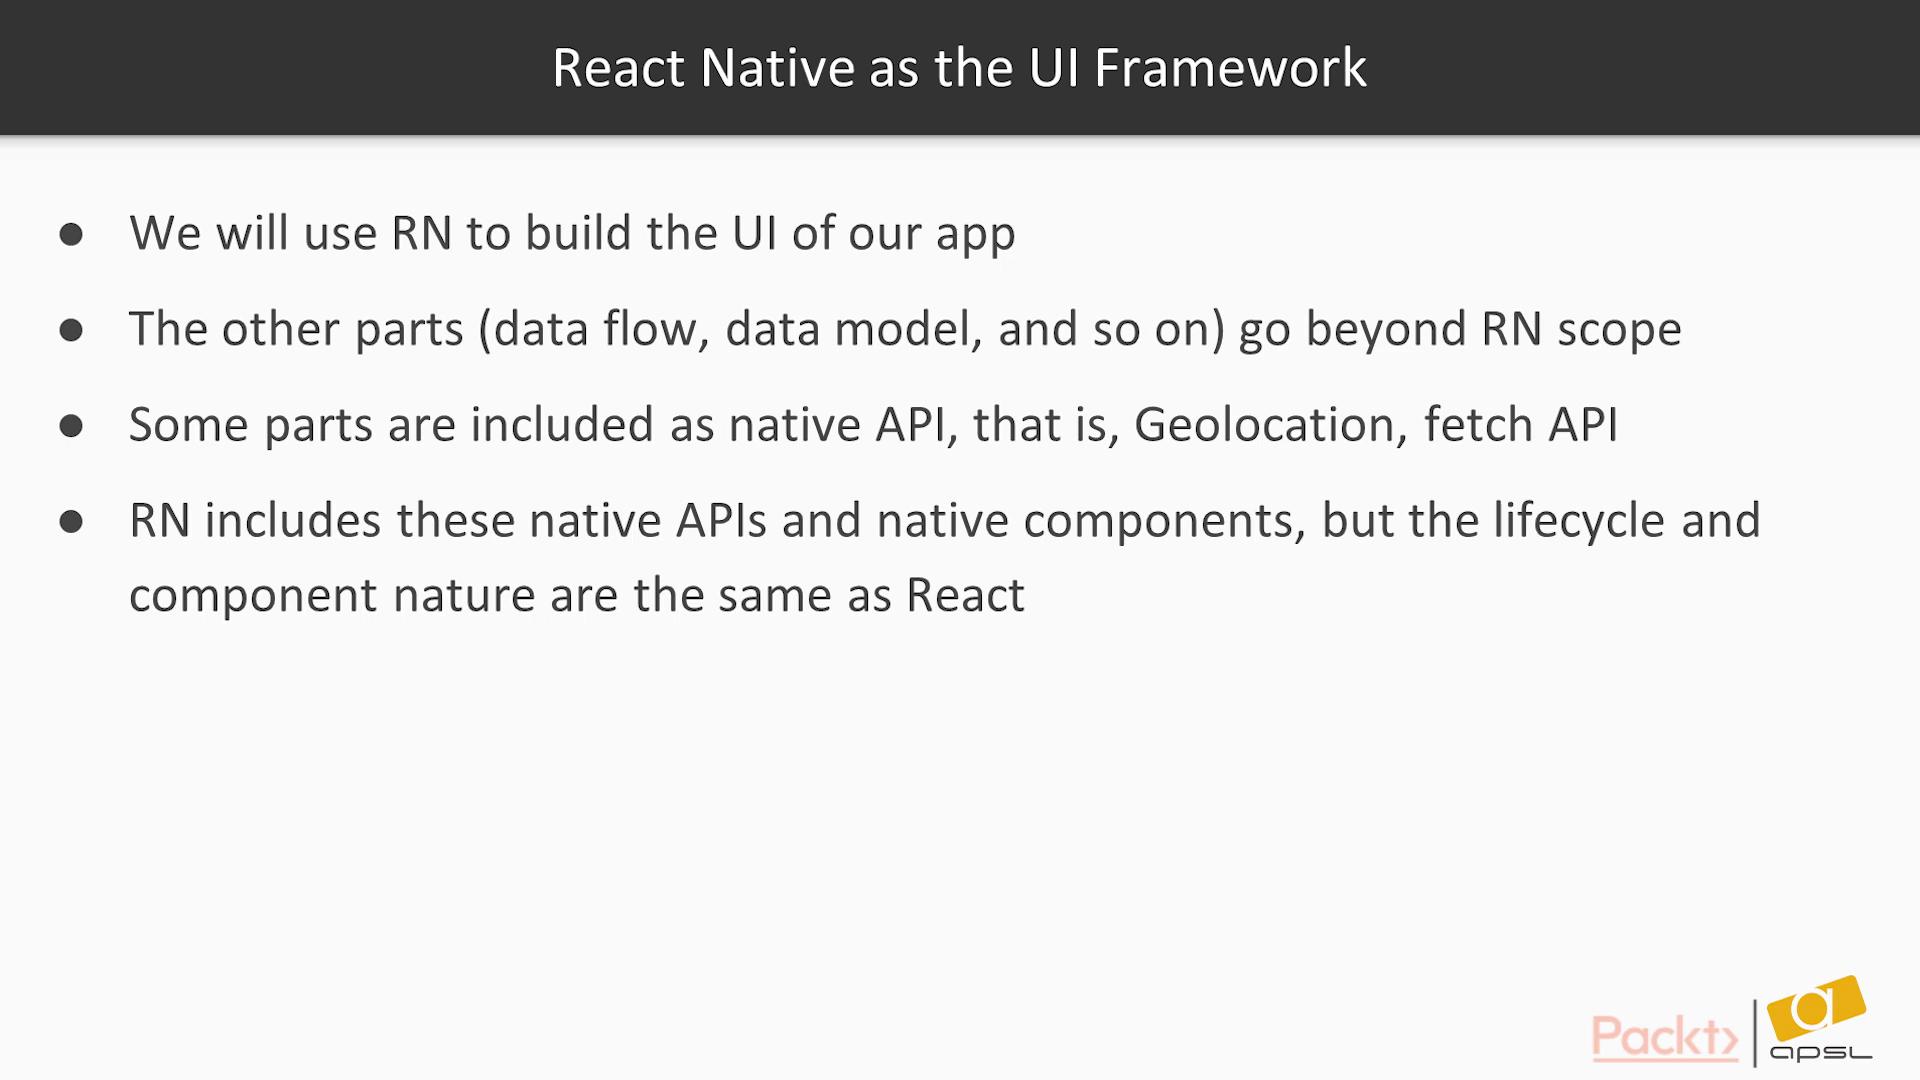 React Native as the UI Framework
● We will use RN to build the UI of our app
● The other parts (data flow, data model, and so on) go beyond RN scope
● Some parts are included as native API, that is, Geolocation, fetch API
● RN includes these native APIs and native components, but the lifecycle and
component nature are the same as React
Packt>
a
apsl